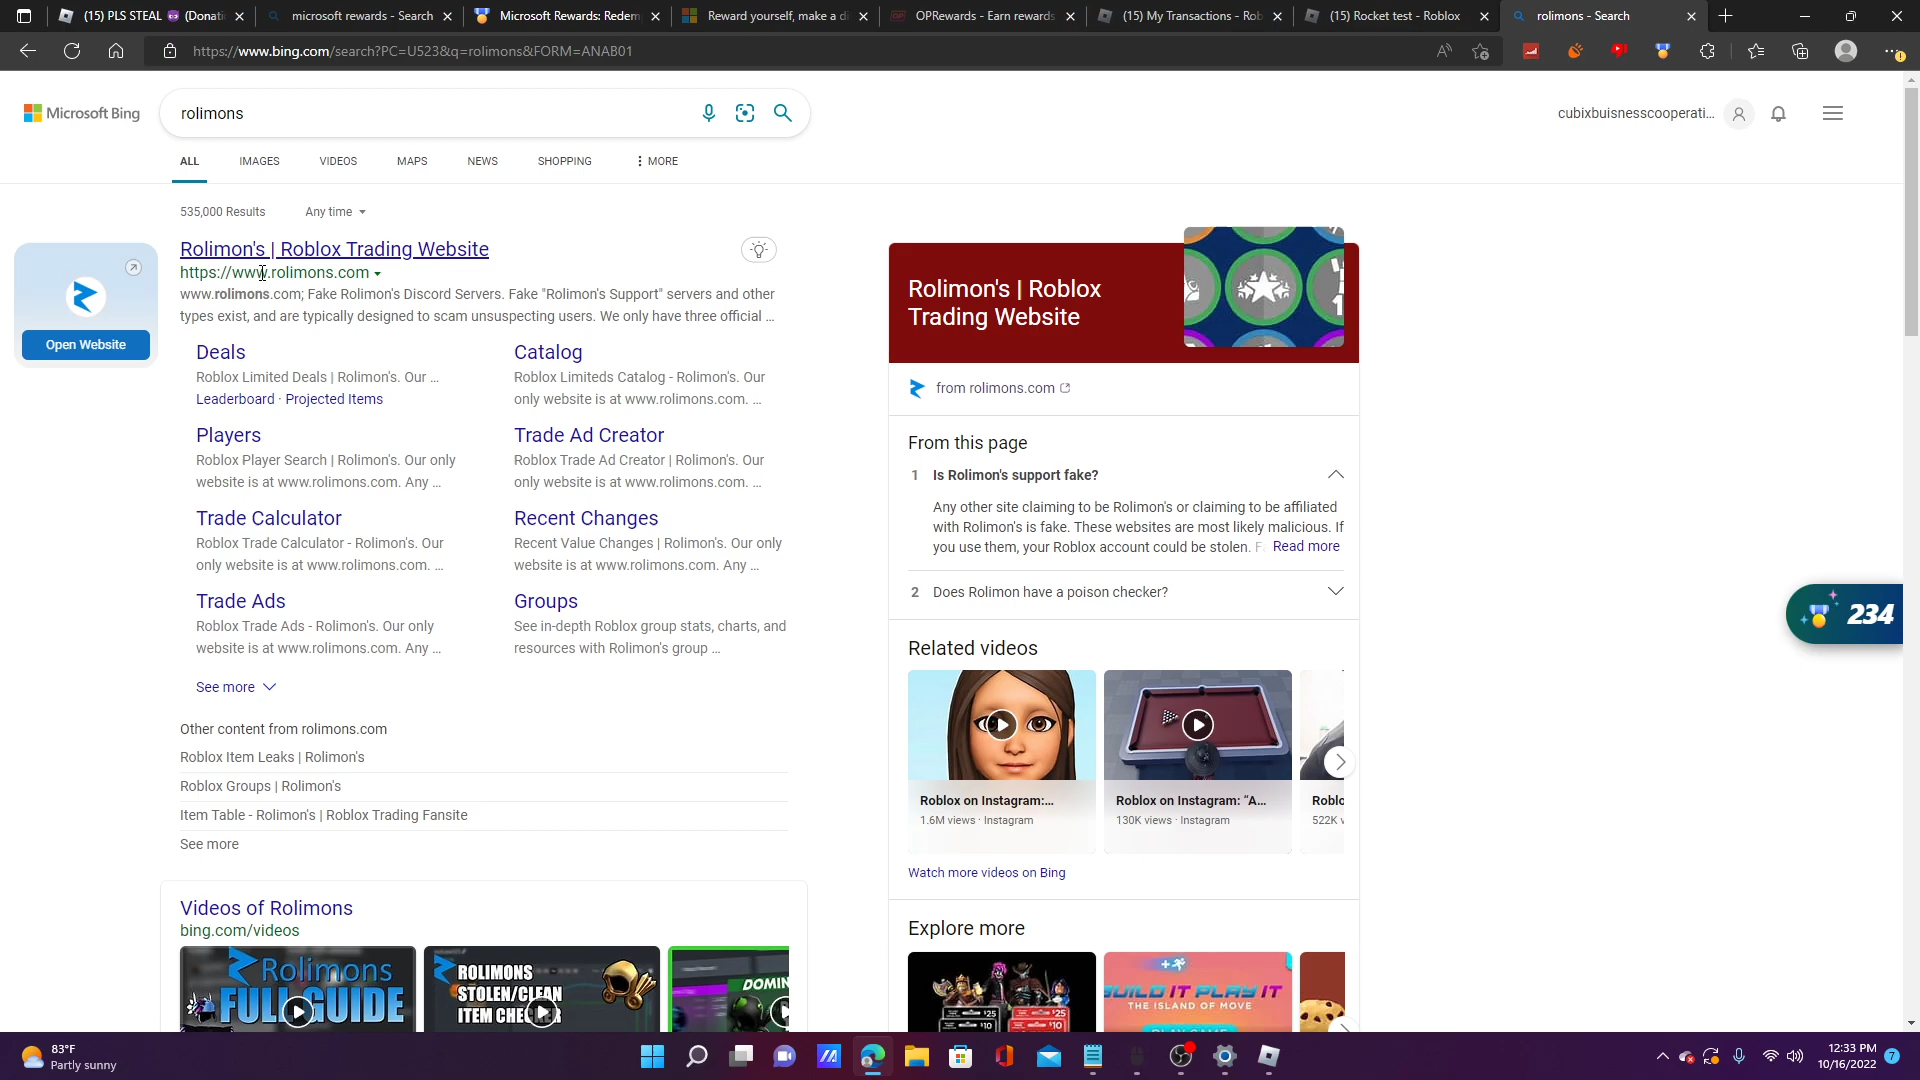 (15) PLS STEAL 😈 (Donati
microsoft rewards - Search
Microsoft Rewards: Redem
Reward yourself, make a di
OPRewards - Earn rewards
(15) My Transactions - Rob
(15) Rocket test - Roblox
rolimons - Search
https://www.bing.com/search?PC=U523&q=rolimons&FORM=ANAB01
Microsoft Bing
rolimons
cubixbuisnesscooperati...
ALL
IMAGES
VIDEOS
MAPS
NEWS
SHOPPING
MORE
535,000 Results
Any time
Open Website
Rolimon's | Roblox Trading Website
https://www.rolimons.com
www.rolimons.com; Fake Rolimon's Discord Servers. Fake "Rolimon's Support" servers and other
types exist, and are typically designed to scam unsuspecting users. We only have three official ...
Deals
Roblox Limited Deals | Rolimon's. Our ...
Leaderboard · Projected Items
Catalog
Roblox Limiteds Catalog - Rolimon's. Our
only website is at www.rolimons.com. ...
Players
Roblox Player Search | Rolimon's. Our only
website is at www.rolimons.com. Any ...
Trade Ad Creator
Roblox Trade Ad Creator | Rolimon's. Our
only website is at www.rolimons.com. ...
Trade Calculator
Roblox Trade Calculator - Rolimon's. Our
only website is at www.rolimons.com. ...
Recent Changes
Recent Value Changes | Rolimon's. Our only
website is at www.rolimons.com. Any ...
Trade Ads
Roblox Trade Ads - Rolimon's. Our only
website is at www.rolimons.com. Any ...
Groups
See in-depth Roblox group stats, charts, and
resources with Rolimon's group ...
See more
Other content from rolimons.com
Roblox Item Leaks | Rolimon's
Roblox Groups | Rolimon's
Item Table - Rolimon's | Roblox Trading Fansite
See more
Videos of Rolimons
bing.com/videos
Rolimons
FULL GUIDE
ROLIMONS
STOLEN/CLEAN
ITEM CHECKER
DOMIN
Rolimon's | Roblox
Trading Website
from rolimons.com
From this page
1 Is Rolimon's support fake?
Any other site claiming to be Rolimon's or claiming to be affiliated
with Rolimon's is fake. These websites are most likely malicious. If
you use them, your Roblox account could be stolen. F Read more
2 Does Rolimon have a poison checker?
Related videos
Roblox on Instagram:...
1.6M views · Instagram
Roblox on Instagram: "A...
130K views · Instagram
Roblo
522K v
Watch more videos on Bing
Explore more
$25
$10
$25
$10
BUILD IT PLAY IT
THE ISLAND OF MOVE
PLAY GAME
234
83°F
Partly sunny
12:33 PM
10/16/2022
7